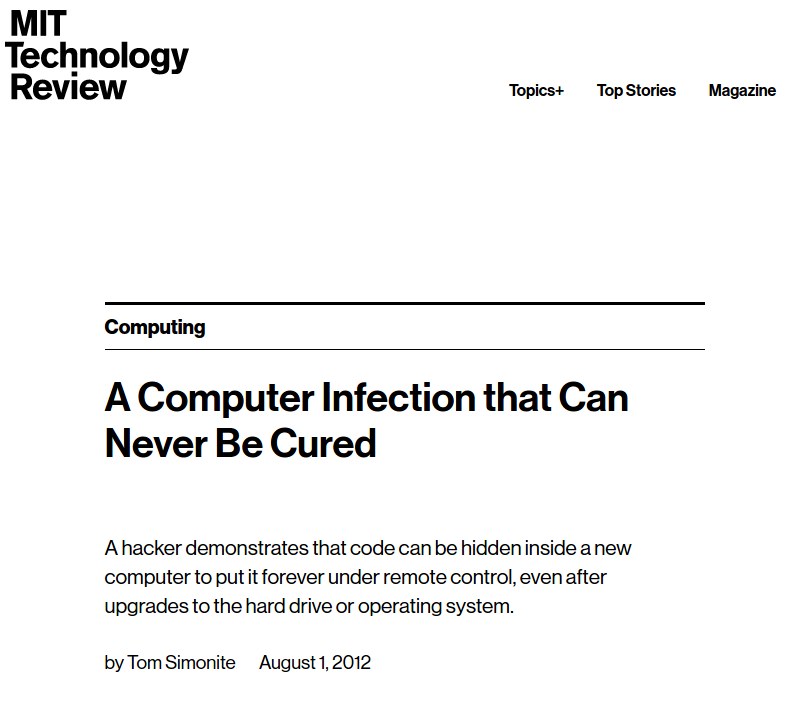 MIT
Technology
Review
Topics+ Top Stories Magazine
Computing
A Computer Infection that Can
Never Be Cured
A hacker demonstrates that code can be hidden inside a new
computer to put it forever under remote control, even after
upgrades to the hard drive or operating system.
by Tom Simonite August 1, 2012